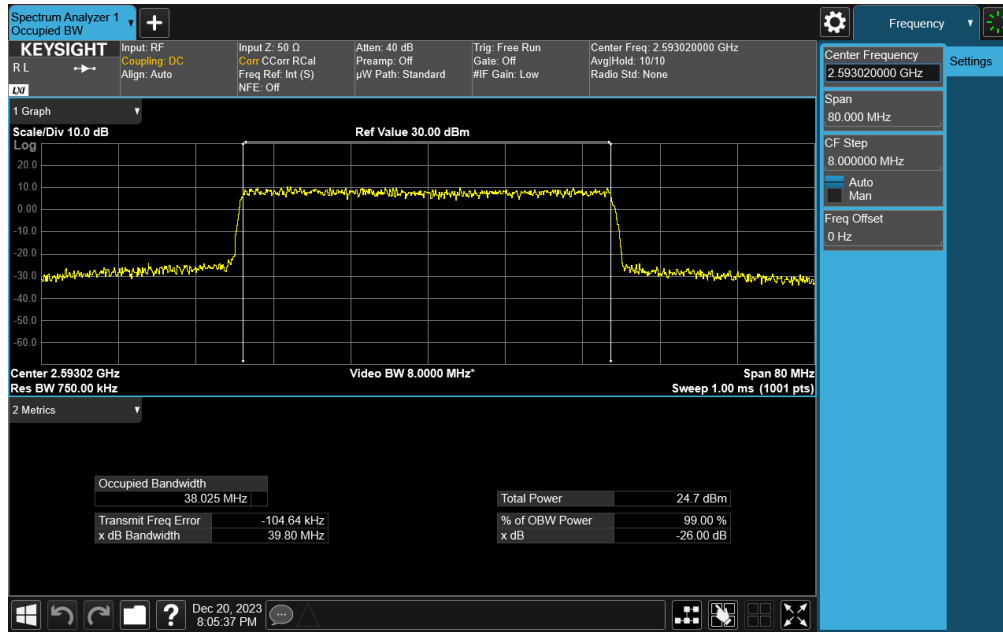 Spectrum Analyzer 1
Occupied BW
Frequency
KEYSIGHT
R L
LXI
Input: RF
Coupling: DC
Align: Auto
Input Z: 50 Ω
Corr CCorr RCal
Freq Ref: Int (S)
NFE: Off
Atten: 40 dB
Preamp: Off
µW Path: Standard
Trig: Free Run
Gate: Off
#IF Gain: Low
Center Freq: 2.593020000 GHz
Avg|Hold: 10/10
Radio Std: None
Center Frequency
2.593020000 GHz
Settings
Span
80.000 MHz
CF Step
8.000000 MHz
Auto
Man
Freq Offset
0 Hz
1 Graph
Scale/Div 10.0 dB
Ref Value 30.00 dBm
Log
20.0
10.0
0.00
-10.0
-20.0
-30.0
-40.0
-50.0
-60.0
Center 2.59302 GHz
Video BW 8.0000 MHz*
Span 80 MHz
Res BW 750.00 kHz
Sweep 1.00 ms (1001 pts)
2 Metrics
Occupied Bandwidth
38.025 MHz
Total Power 24.7 dBm
Transmit Freq Error -104.64 kHz
% of OBW Power 99.00 %
x dB Bandwidth 39.80 MHz
x dB -26.00 dB
?
Dec 20, 2023
8:05:37 PM